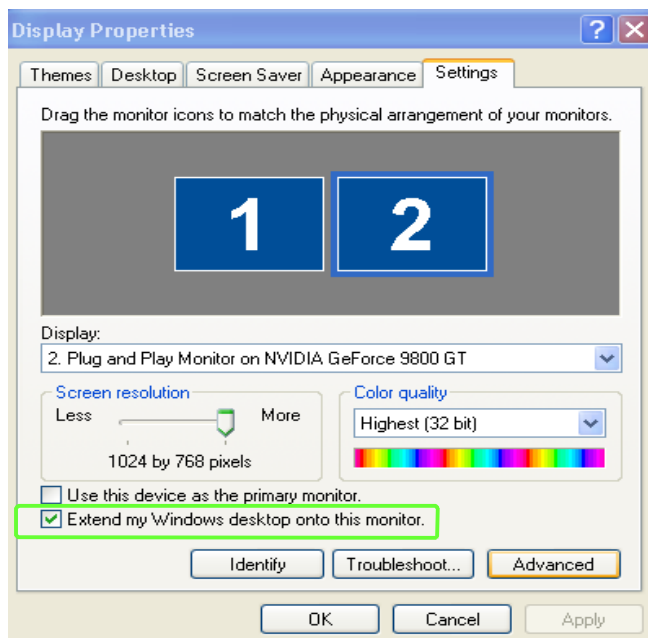 Display Properties
Themes Desktop Screen Saver Appearance Settings
Drag the monitor icons to match the physical arrangement of your monitors.
1 2
Display:
2. Plug and Play Monitor on NVIDIA GeForce 9800 GT
Screen resolution Color quality
Less More Highest (32 bit)
1024 by 768 pixels
Use this device as the primary monitor.
Extend my Windows desktop onto this monitor.
Identify Troubleshoot... Advanced
OK Cancel Apply